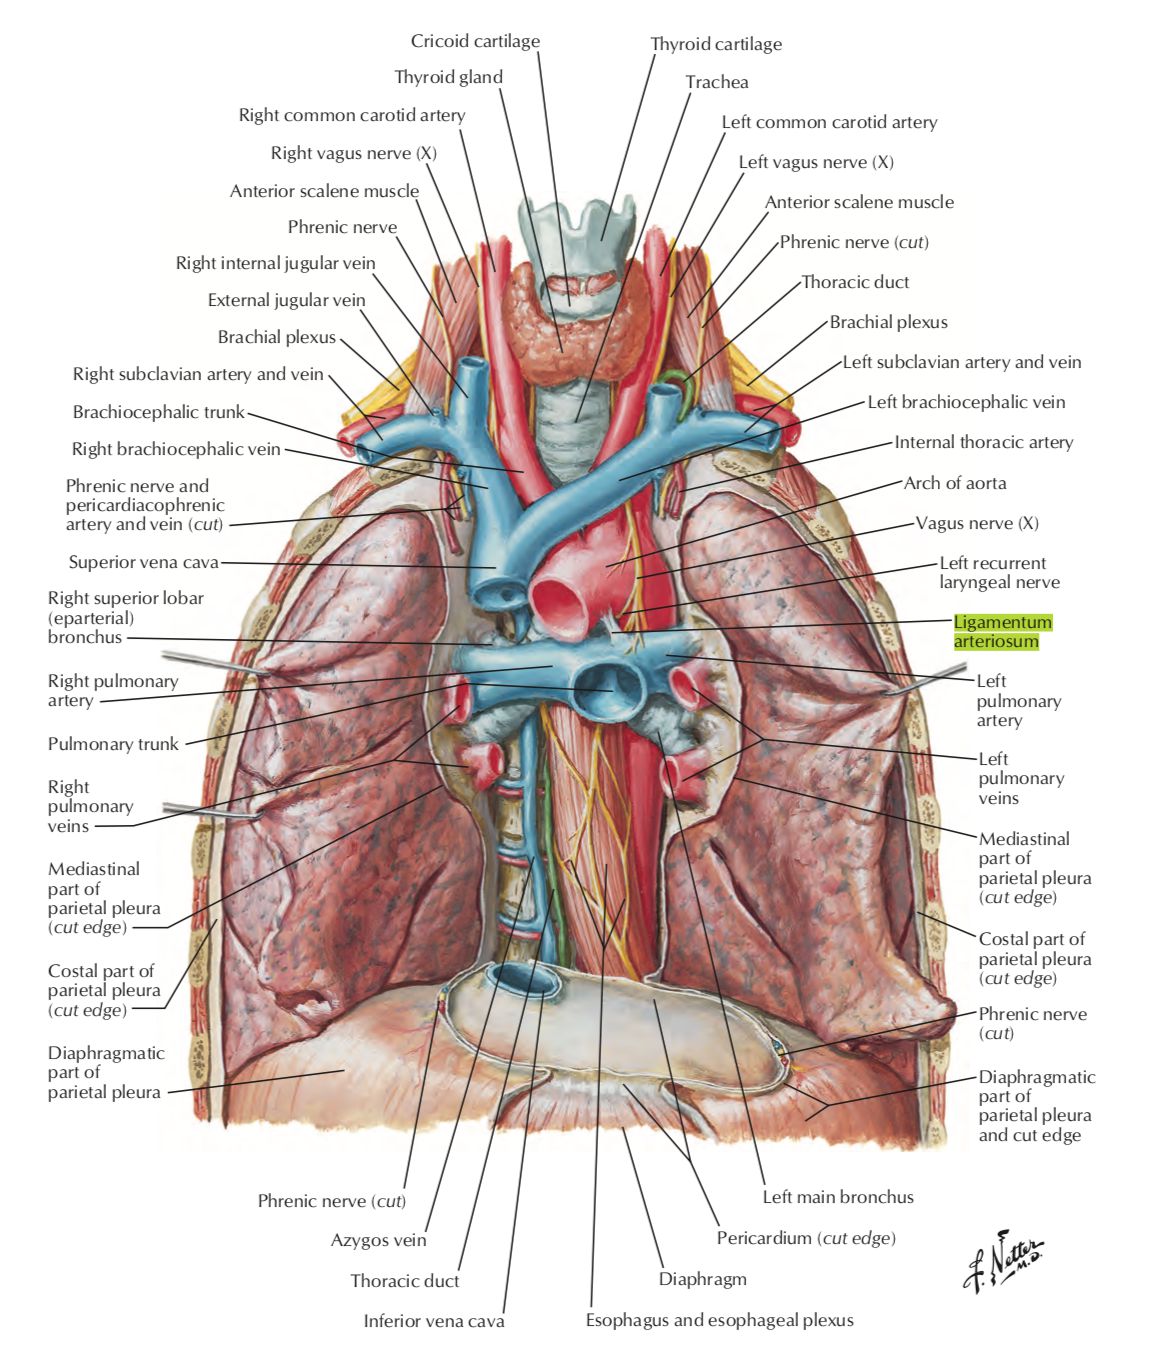 Cricoid cartilage
Thyroid gland
Right common carotid artery
Right vagus nerve (X)
Anterior scalene muscle
Phrenic nerve
Right internal jugular vein
External jugular vein
Brachial plexus
Right subclavian artery and vein
Brachiocephalic trunk
Right brachiocephalic vein
Phrenic nerve and
pericardiacophrenic
artery and vein (cut)
Superior vena cava
Right superior lobar
(eparterial)
bronchus
Right pulmonary
artery
Pulmonary trunk
Right
pulmonary
veins
Mediastinal
part of
parietal pleura
(cut edge)
Costal part of
parietal pleura
(cut edge)
Diaphragmatic
part of
parietal pleura
Thyroid cartilage
Trachea
Left common carotid artery
Left vagus nerve (X)
Anterior scalene muscle
Phrenic nerve (cut)
Thoracic duct
Brachial plexus
Left subclavian artery and vein
Left brachiocephalic vein
Internal thoracic artery
Arch of aorta
Vagus nerve (X)
Left recurrent
laryngeal nerve
Ligamentum
arteriosum
Left
pulmonary
artery
Left
pulmonary
veins
Mediastinal
part of
parietal pleura
(cut edge)
Costal part of
parietal pleura
(cut edge)
Phrenic nerve
(cut)
Diaphragmatic
part of
parietal pleura
and cut edge
Phrenic nerve (cut)
Azygos vein
Thoracic duct
Inferior vena cava
Left main bronchus
Pericardium (cut edge)
Diaphragm
Esophagus and esophageal plexus
F. Netter
M.D.